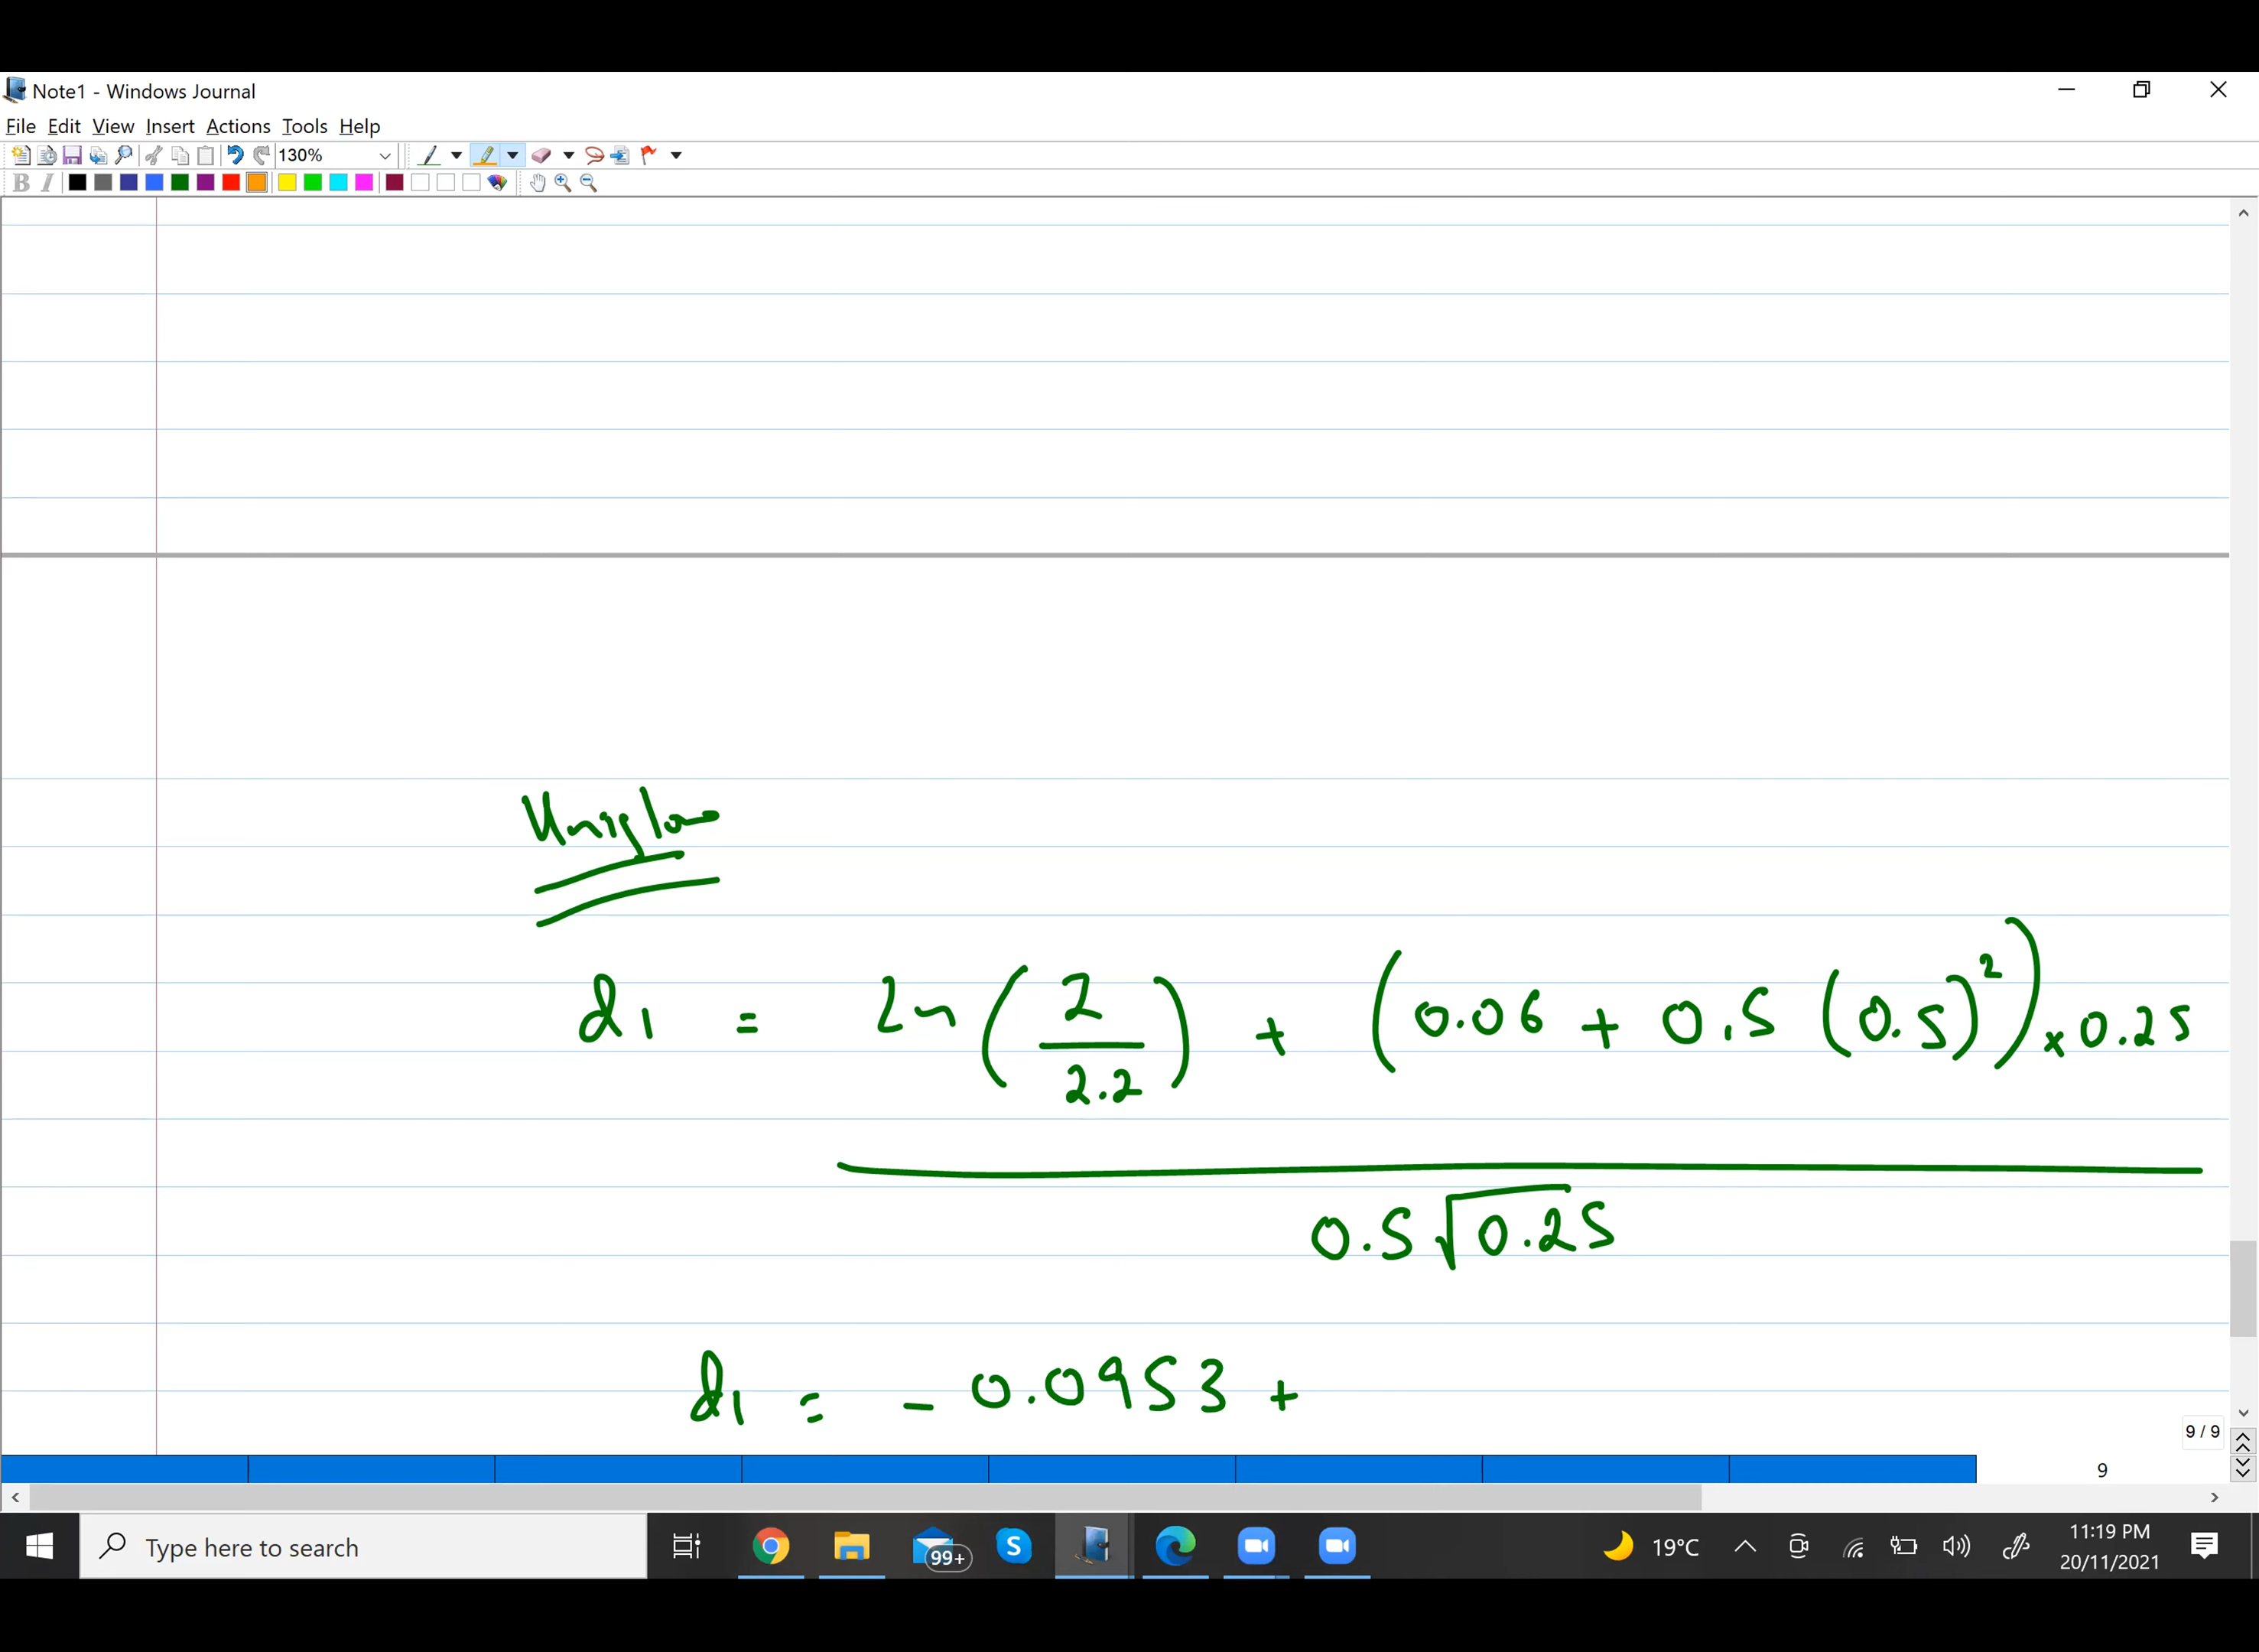 Note1 - Windows Journal
File Edit View Insert Actions Tools Help
130%
B I
Uniglow
d1 = Ln(2/2.2) + (0.06 + 0.5 (0.5)²) × 0.25
0.5√0.25
d1 = - 0.0953 +
9 / 9
9
Type here to search
99+
S
19°C
11:19 PM
20/11/2021